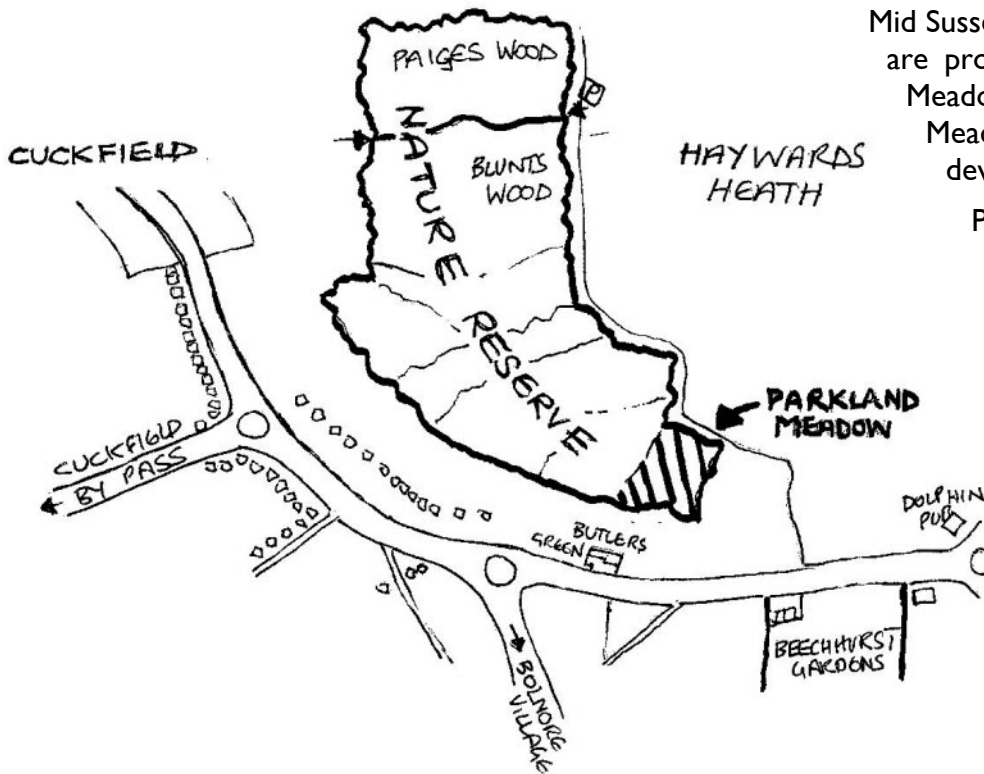 Mid Susse
are pro
Meado
Mead
dev
P
PAIGES WOOD
P
CUCKFIELD
NATURE RESERVE
BLUNTS
WOOD
HAYWARDS
HEATH
PARKLAND
MEADOW
CUCKFIELD
BY PASS
DOLPHIN
PUB
BUTLERS
GREEN
BEECHHURST
GARDENS
BOLNORE
VILLAGE